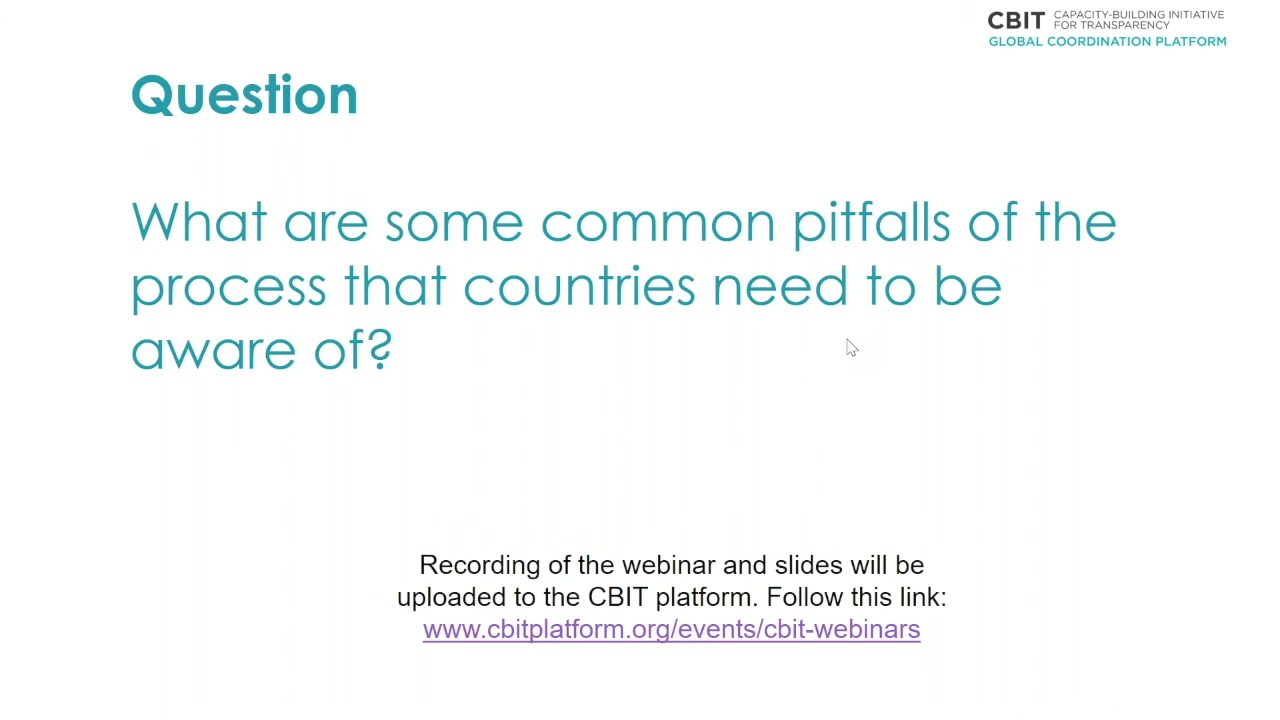 CBIT CAPACITY-BUILDING INITIATIVE
FOR TRANSPARENCY
GLOBAL COORDINATION PLATFORM
Question
What are some common pitfalls of the
process that countries need to be
aware of?
Recording of the webinar and slides will be
uploaded to the CBIT platform. Follow this link:
www.cbitplatform.org/events/cbit-webinars